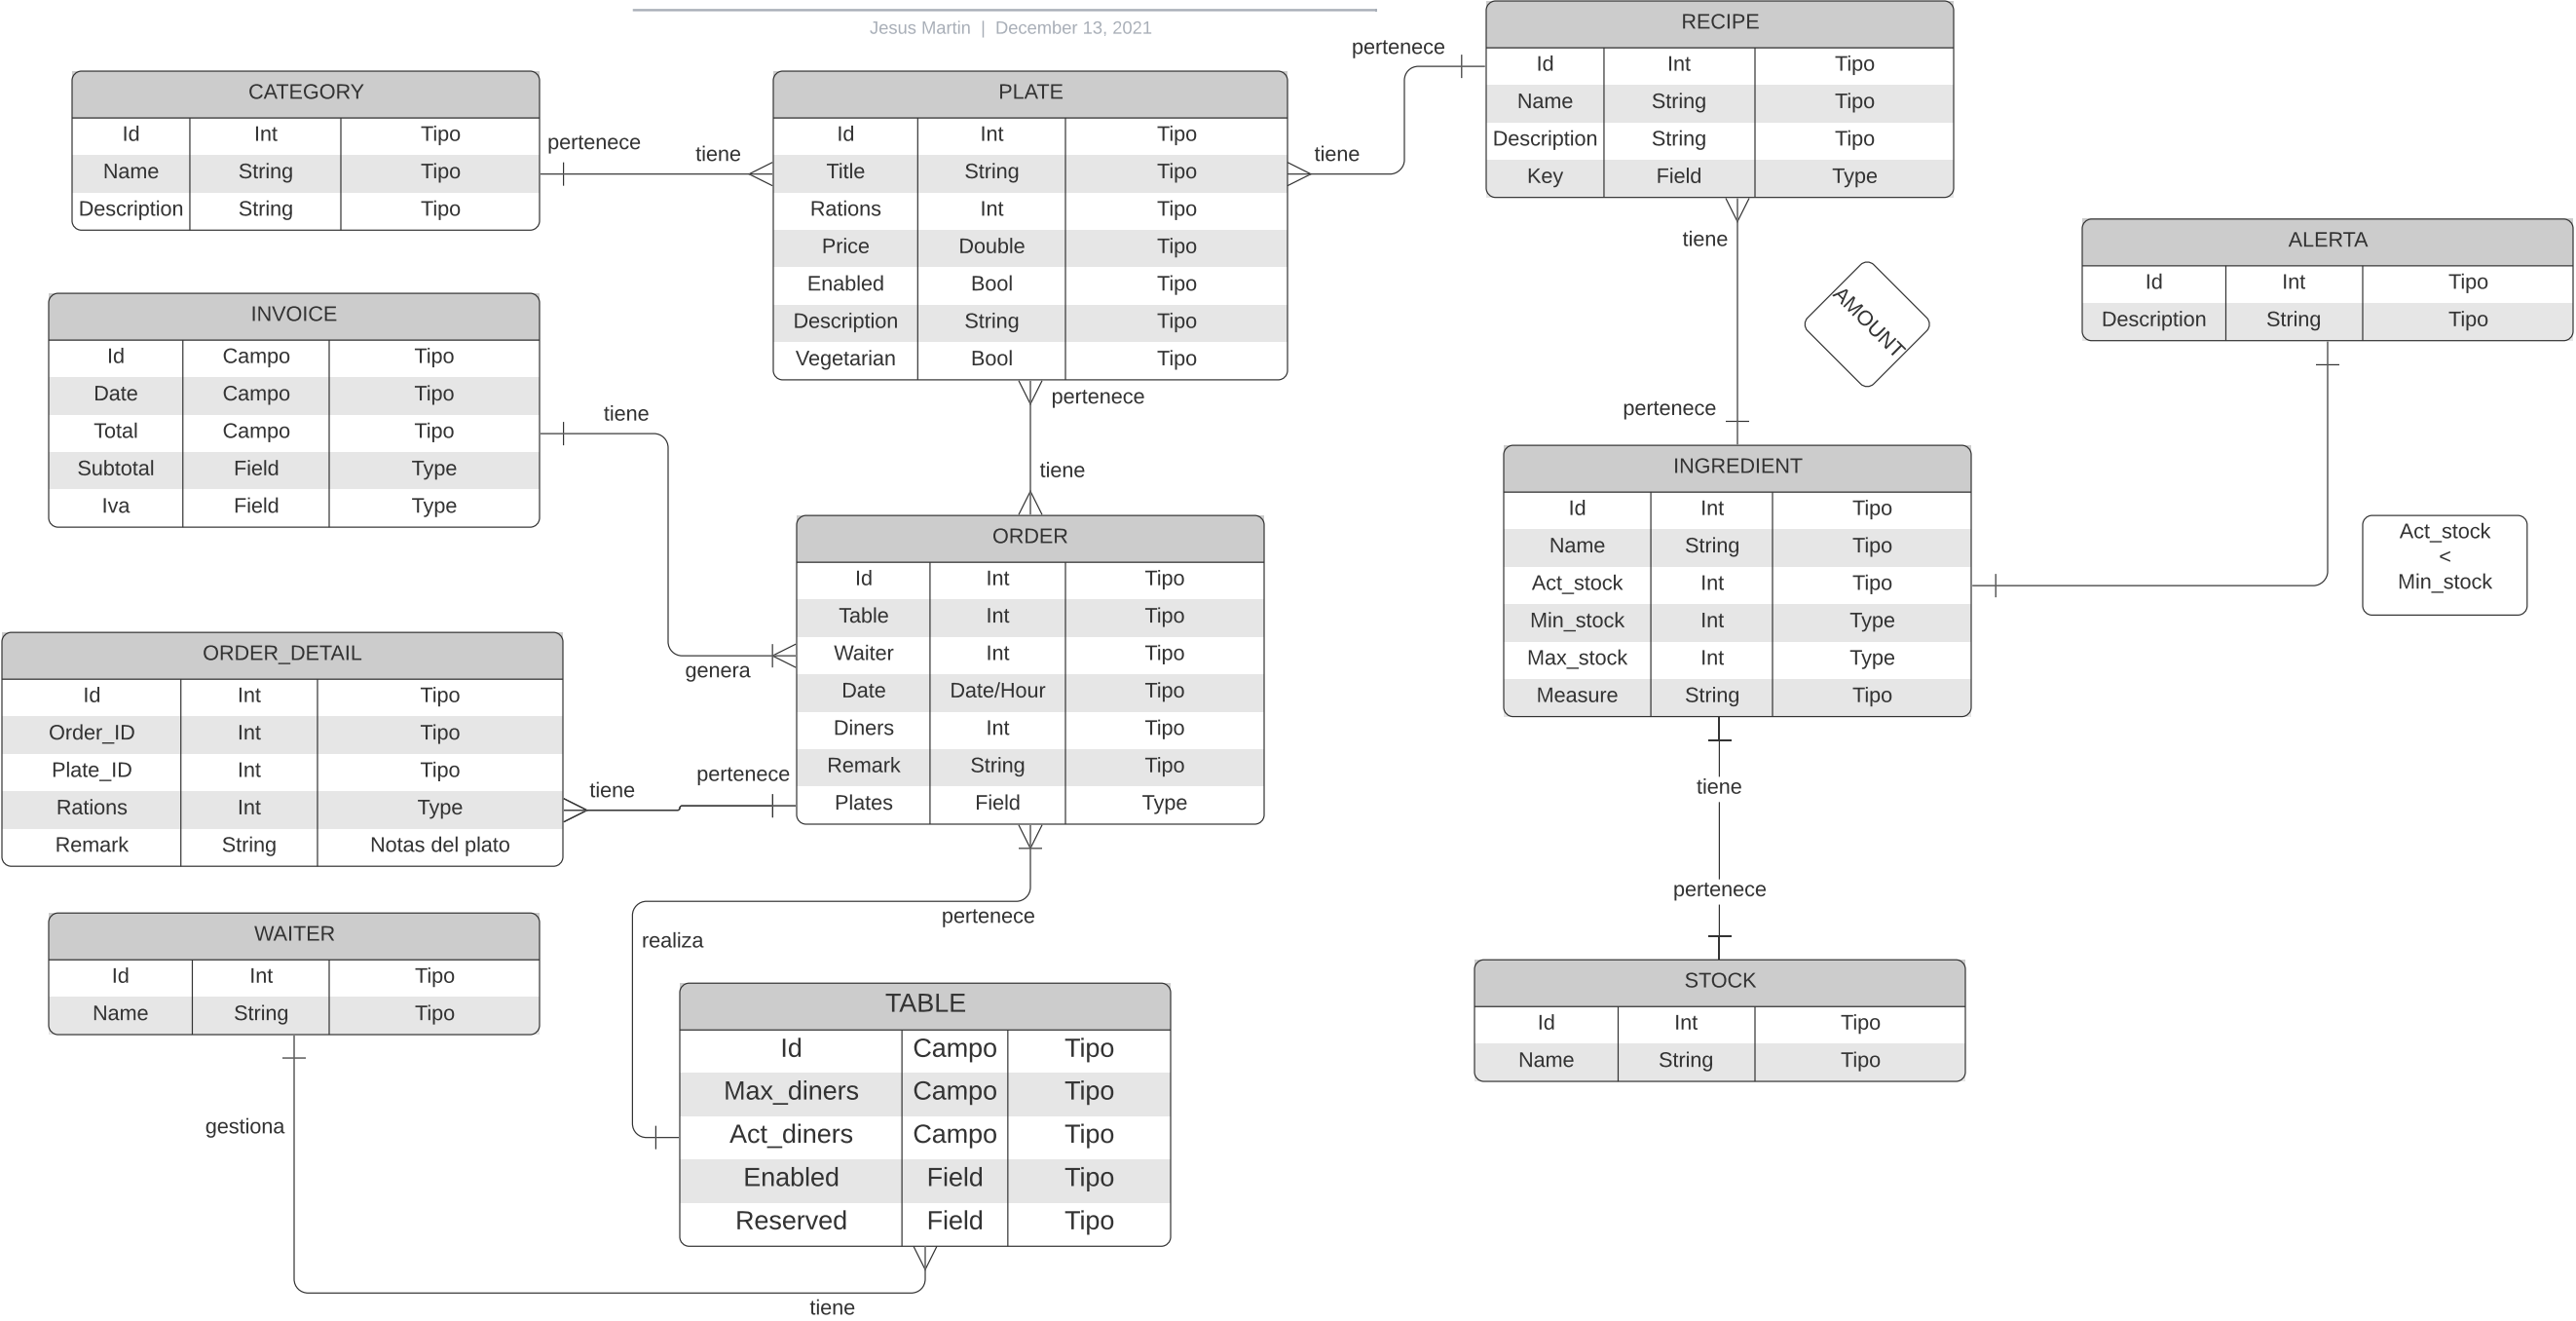 Jesus Martin | December 13, 2021
CATEGORY
Id Int Tipo
Name String Tipo
Description String Tipo
pertenece
tiene
PLATE
Id Int Tipo
Title String Tipo
Rations Int Tipo
Price Double Tipo
Enabled Bool Tipo
Description String Tipo
Vegetarian Bool Tipo
tiene
pertenece
RECIPE
Id Int Tipo
Name String Tipo
Description String Tipo
Key Field Type
tiene
AMOUNT
pertenece
ALERTA
Id Int Tipo
Description String Tipo
INVOICE
Id Campo Tipo
Date Campo Tipo
Total Campo Tipo
Subtotal Field Type
Iva Field Type
tiene
genera
pertenece
tiene
ORDER
Id Int Tipo
Table Int Tipo
Waiter Int Tipo
Date Date/Hour Tipo
Diners Int Tipo
Remark String Tipo
Plates Field Type
INGREDIENT
Id Int Tipo
Name String Tipo
Act_stock Int Tipo
Min_stock Int Type
Max_stock Int Type
Measure String Tipo
Act_stock
<
Min_stock
ORDER_DETAIL
Id Int Tipo
Order_ID Int Tipo
Plate_ID Int Tipo
Rations Int Type
Remark String Notas del plato
tiene
pertenece
tiene
pertenece
pertenece
realiza
WAITER
Id Int Tipo
Name String Tipo
gestiona
TABLE
Id Campo Tipo
Max_diners Campo Tipo
Act_diners Campo Tipo
Enabled Field Tipo
Reserved Field Tipo
tiene
STOCK
Id Int Tipo
Name String Tipo